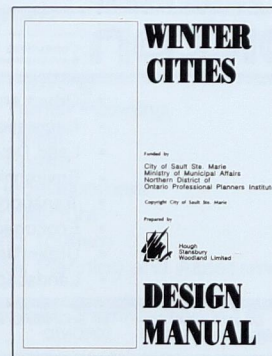 WINTER
CITIES
Funded by
City of Sault Ste. Marie
Ministry of Municipal Affairs
Northern District of
Ontario Professional Planners Institute
Copyright City of Sault Ste. Marie
Prepared by
Hough
Stansbury
Woodland Limited
DESIGN
MANUAL